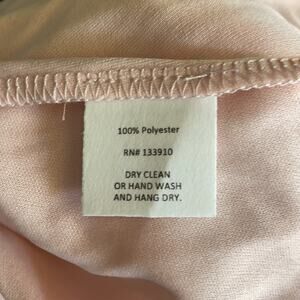 100% Polyester
RN# 133910
DRY CLEAN
OR HAND WASH
AND HANG DRY.